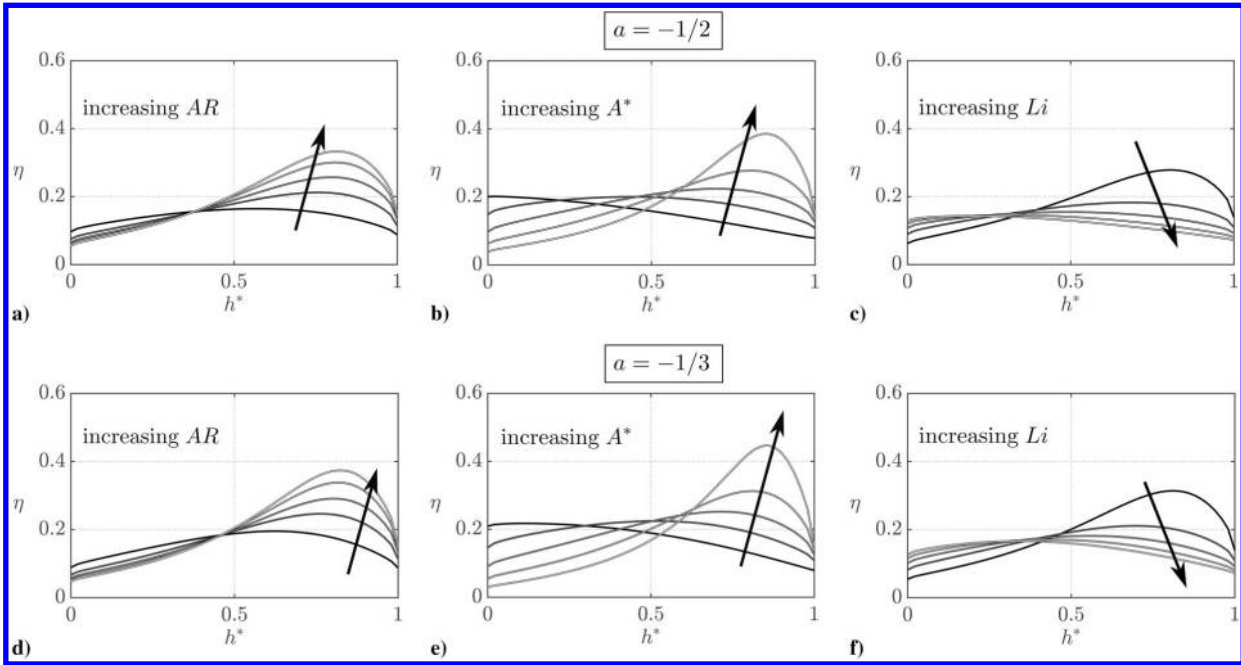 a = −1/2
0.6
0.4
η
0.2
0
increasing AR
0
0.5
1
h*
a)
0.6
0.4
η
0.2
0
increasing A*
0
0.5
1
h*
b)
0.6
0.4
η
0.2
0
increasing Li
0
0.5
1
h*
c)
a = −1/3
0.6
0.4
η
0.2
0
increasing AR
0
0.5
1
h*
d)
0.6
0.4
η
0.2
0
increasing A*
0
0.5
1
h*
e)
0.6
0.4
η
0.2
0
increasing Li
0
0.5
1
h*
f)